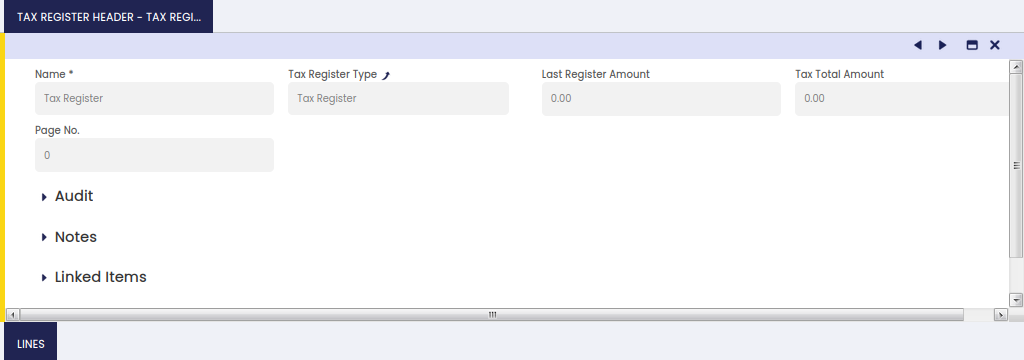 TAX REGISTER HEADER - TAX REGI...
Name * Tax Register Type Last Register Amount Tax Total Amount
Tax Register Tax Register 0.00 0.00
Page No.
0
Audit
Notes
Linked Items
LINES